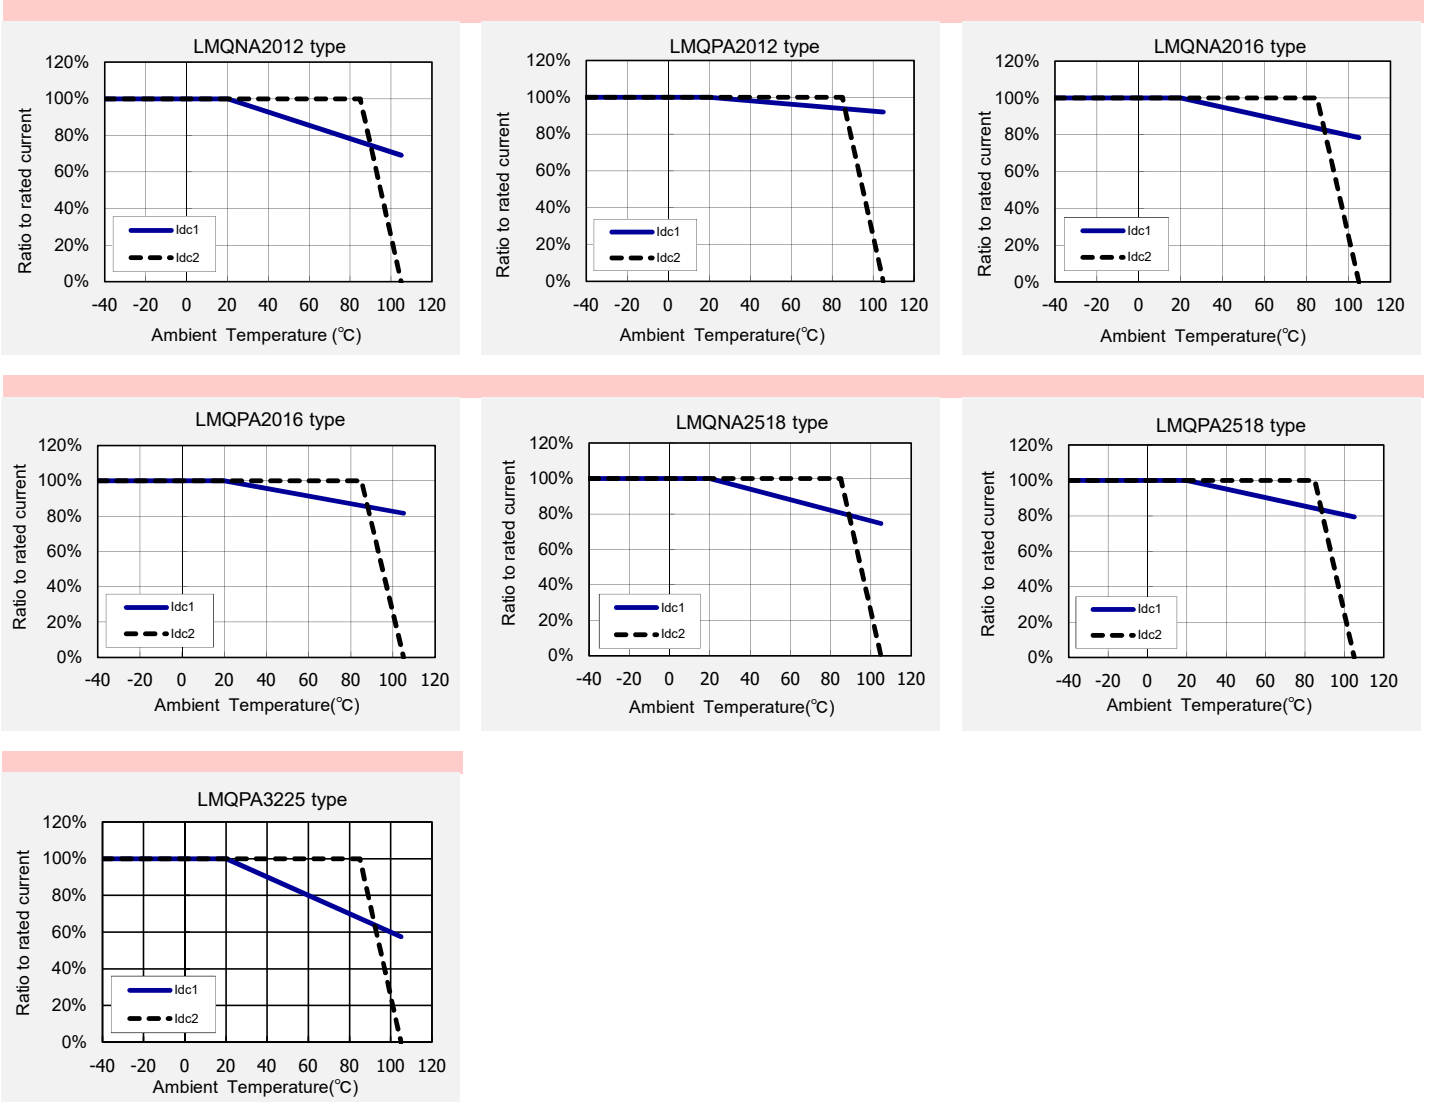 LMQNA2012 type
120%
100%
80%
60%
40%
20%
0%
Ratio to rated current
Idc1
Idc2
-40 -20 0 20 40 60 80 100 120
Ambient Temperature (℃)
LMQPA2012 type
120%
100%
80%
60%
40%
20%
0%
Ratio to rated current
Idc1
Idc2
-40 -20 0 20 40 60 80 100 120
Ambient Temperature(℃)
LMQNA2016 type
120%
100%
80%
60%
40%
20%
0%
Ratio to rated current
Idc1
Idc2
-40 -20 0 20 40 60 80 100 120
Ambient Temperature(℃)
LMQPA2016 type
120%
100%
80%
60%
40%
20%
0%
Ratio to rated current
Idc1
Idc2
-40 -20 0 20 40 60 80 100 120
Ambient Temperature(℃)
LMQNA2518 type
120%
100%
80%
60%
40%
20%
0%
Ratio to rated current
Idc1
Idc2
-40 -20 0 20 40 60 80 100 120
Ambient Temperature(℃)
LMQPA2518 type
120%
100%
80%
60%
40%
20%
0%
Ratio to rated current
Idc1
Idc2
-40 -20 0 20 40 60 80 100 120
Ambient Temperature(℃)
LMQPA3225 type
120%
100%
80%
60%
40%
20%
0%
Ratio to rated current
Idc1
Idc2
-40 -20 0 20 40 60 80 100 120
Ambient Temperature(℃)